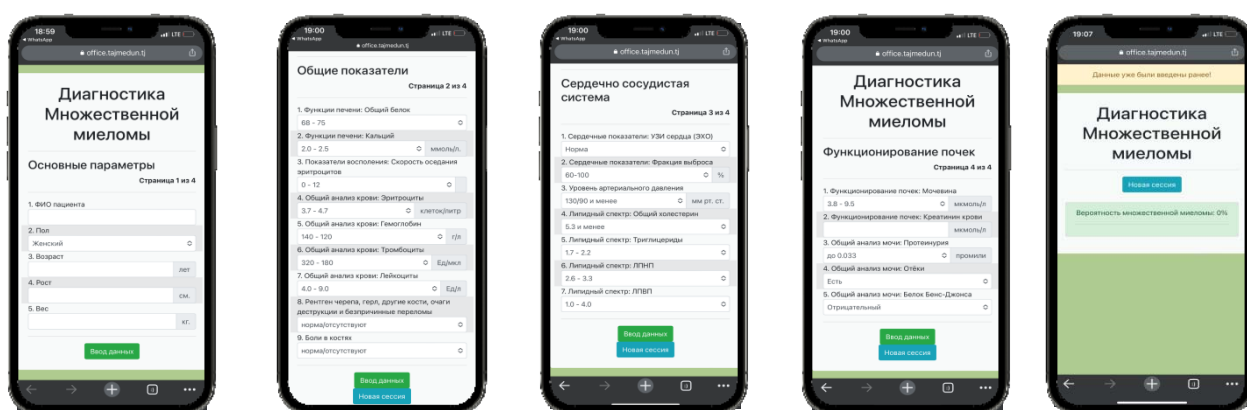 18:59
LTE
WhatsApp
office.tajmedun.tj
Диагностика
Множественной
миеломы
Основные параметры
Страница 1 из 4
1. ФИО пациента
2. Пол
Женский
3. Возраст
лет
4. Рост
см.
5. Вес
кг.
Ввод данных
19:00
LTE
WhatsApp
office.tajmedun.tj
Общие показатели
Страница 2 из 4
1. Функции печени: Общий белок
68 - 75
2. Функции печени: Кальций
2.0 - 2.5 ммоль/л.
3. Показатели восполения: Скорость оседания
эритроцитов
0 - 12
4. Общий анализ крови: Эритроциты
3.7 - 4.7 клеток/литр
5. Общий анализ крови: Гемоглобин
140 - 120 г/л
6. Общий анализ крови: Тромбоциты
320 - 180 Ед/мкл
7. Общий анализ крови: Лейкоциты
4.0 - 9.0 Ед/л
8. Рентген черепа, герл, другие кости, очаги
деструкции и безпричинные переломы
норма/отсутствуют
9. Боли в костях
норма/отсутствуют
Ввод данных
Новая сессия
19:00
LTE
WhatsApp
office.tajmedun.tj
Сердечно сосудистая
система
Страница 3 из 4
1. Сердечные показатели: УЗИ сердца (ЭХО)
Норма
2. Сердечные показатели: Фракция выброса
60-100 %
3. Уровень артериального давления
130/90 и менее мм рт. ст.
4. Липидный спектр: Общий холестерин
5.3 и менее
5. Липидный спектр: Триглицериды
1.7 - 2.2
6. Липидный спектр: ЛПНП
2.6 - 3.3
7. Липидный спектр: ЛПВП
1.0 - 4.0
Ввод данных
Новая сессия
19:00
LTE
WhatsApp
office.tajmedun.tj
Диагностика
Множественной
миеломы
Функционирование почек
Страница 4 из 4
1. Функционирование почек: Мочевина
3.8 - 9.5 мкмоль/л
2. Функционирование почек: Креатинин крови
мкмоль/л
3. Общий анализ мочи: Протеинурия
до 0.033 промили
4. Общий анализ мочи: Отёки
Есть
5. Общий анализ мочи: Белок Бенс-Джонса
Отрицательный
Ввод данных
Новая сессия
19:07
LTE
office.tajmedun.tj
Данные уже были введены ранее!
Диагностика
Множественной
миеломы
Новая сессия
Вероятность множественной миеломы: 0%